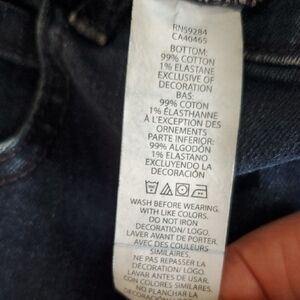 RN59284
CA40465
BOTTOM:
99% COTTON
1% ELASTANE
EXCLUSIVE OF
DECORATION
BAS:
99% COTON
1% ÉLASTHANNE
À L'EXCEPTION DES
ORNEMENTS
PARTE INFERIOR:
99% ALGODÓN
1% ELASTANO
EXCLUYENDO LA
DECORACIÓN
WASH BEFORE WEARING.
WITH LIKE COLORS.
DO NOT IRON
DECORATION/ LOGO.
LAVER AVANT DE PORTER.
AVEC DES COULEURS
SIMILAIRES.
NE PAS REPASSER LA
DÉCORATION/ LOGO.
LAVAR ANTES DE USAR.
CON COLORES SIMILARES.
NO PLANCHAR LA